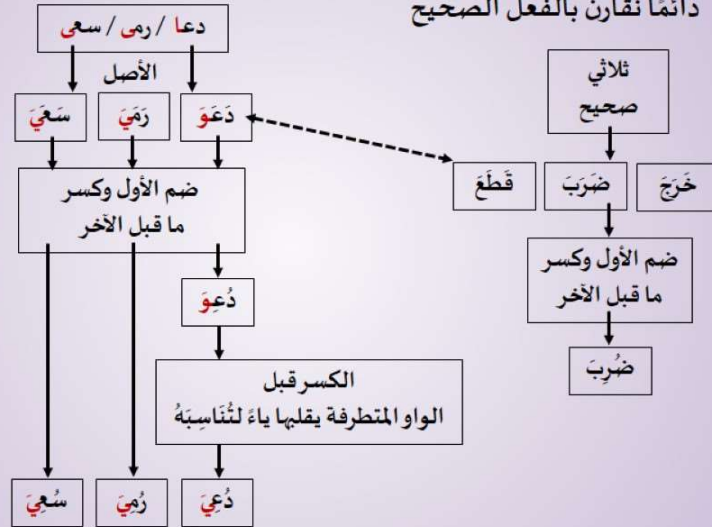 دائمًا نقارن بالفعل الصحيح
ثلاثي
صحيح
خَرَجَ
ضَرَبَ
قَطَعَ
ضم الأول وكسر
ما قبل الآخر
ضُرِبَ
دعا / رمى / سعى
الأصل
دَعَوَ
رَمَيَ
سَعَيَ
ضم الأول وكسر
ما قبل الآخر
دُعِوَ
الكسر قبل
الواو المتطرفة يقلبها ياءً لتُنَاسِبَهُ
دُعِيَ
رُمِيَ
سُعِيَ